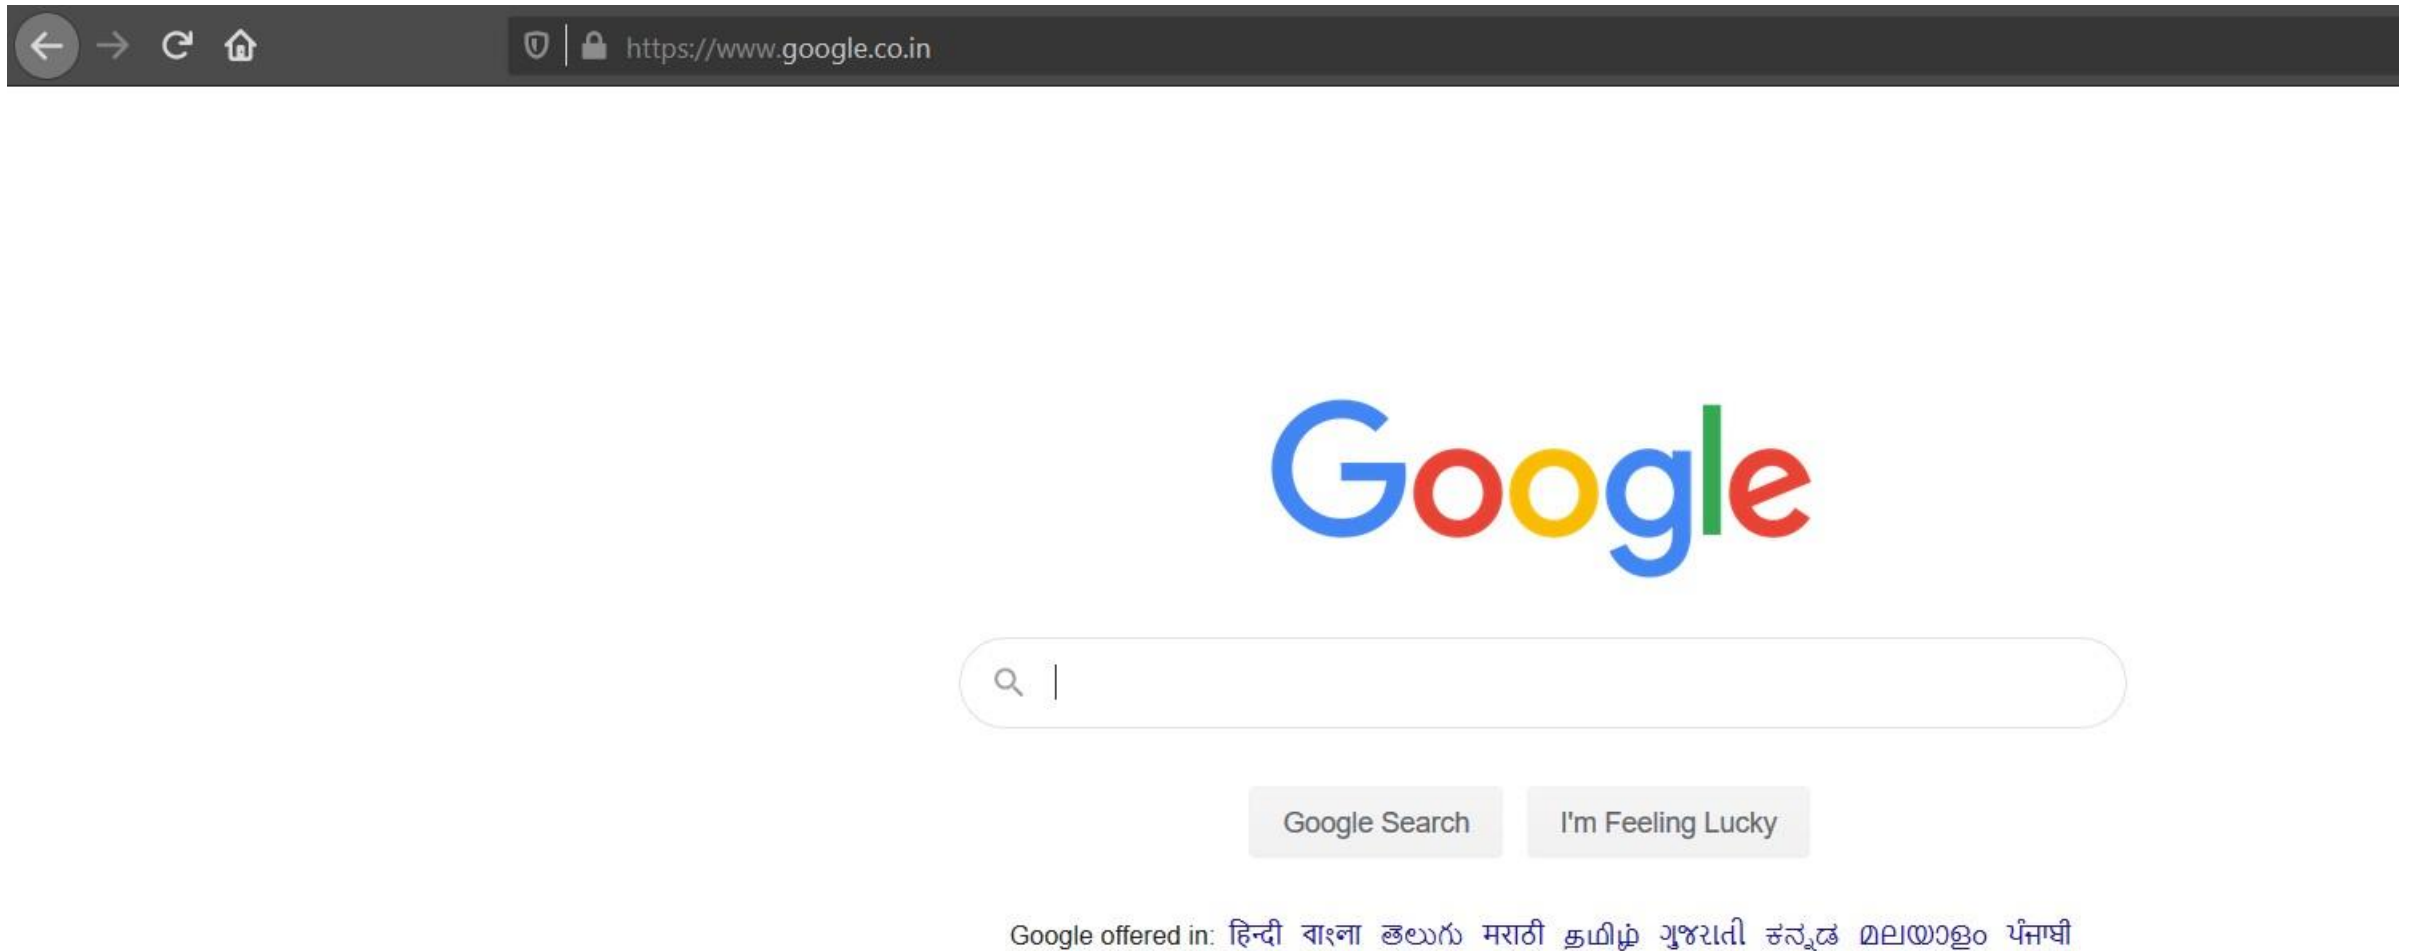 https://www.google.co.in
Google
Google Search I'm Feeling Lucky
Google offered in: हिन्दी বাংলা తెలుగు मराठी தமிழ் ગુજરાતી ಕನ್ನಡ മലയാളം ਪੰਜਾਬੀ